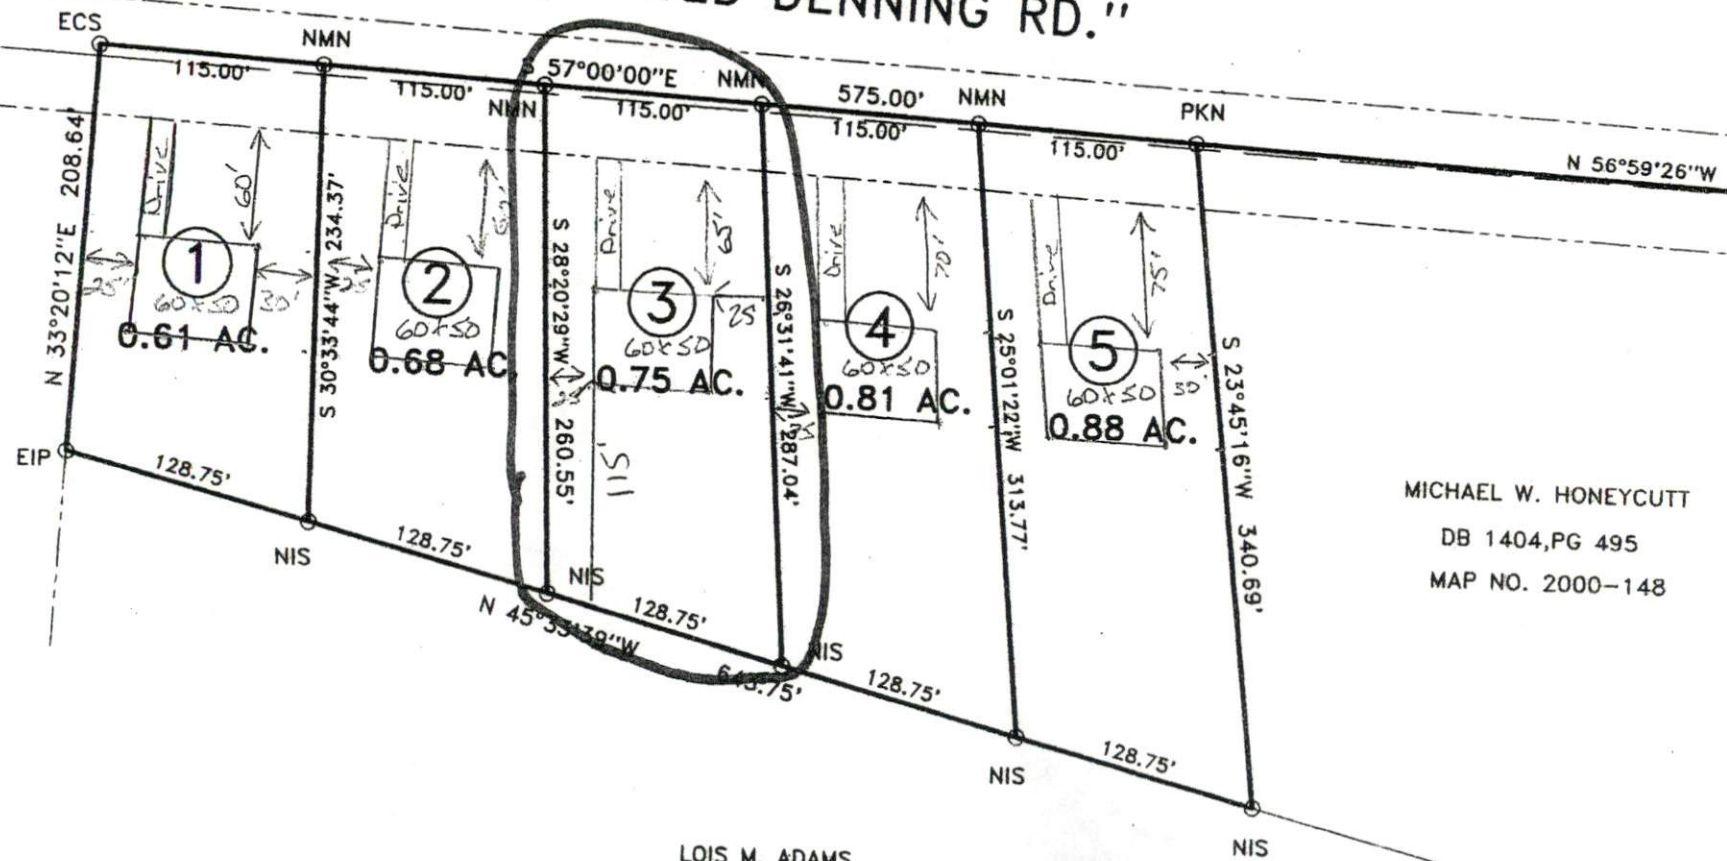 DENNING RD."
ECS
NMN
S 57°00'00"E
NMN
575.00'
NMN
PKN
N 56°59'26"W
115.00'
115.00'
NMN
115.00'
115.00'
115.00'
N 33°20'12"E 208.64'
Drive
60'
1
60x50
30'
0.61 AC.
S 30°33'44"W 234.37'
Drive
2
60x50
0.68 AC.
S 28°20'29"W 260.55'
Drive
65'
3
25'
60x50
0.75 AC.
115'
S 26°31'41"W 287.04'
Drive
70'
4
60x50
0.81 AC.
S 25°01'22"W 313.77'
Drive
75'
5
60x50
30'
0.88 AC.
S 23°45'16"W 340.69'
EIP
128.75'
NIS
128.75'
NIS
N 45°33'39"W
128.75'
NIS
643.75'
128.75'
NIS
128.75'
NIS
MICHAEL W. HONEYCUTT
DB 1404,PG 495
MAP NO. 2000-148
LOIS M. ADAMS